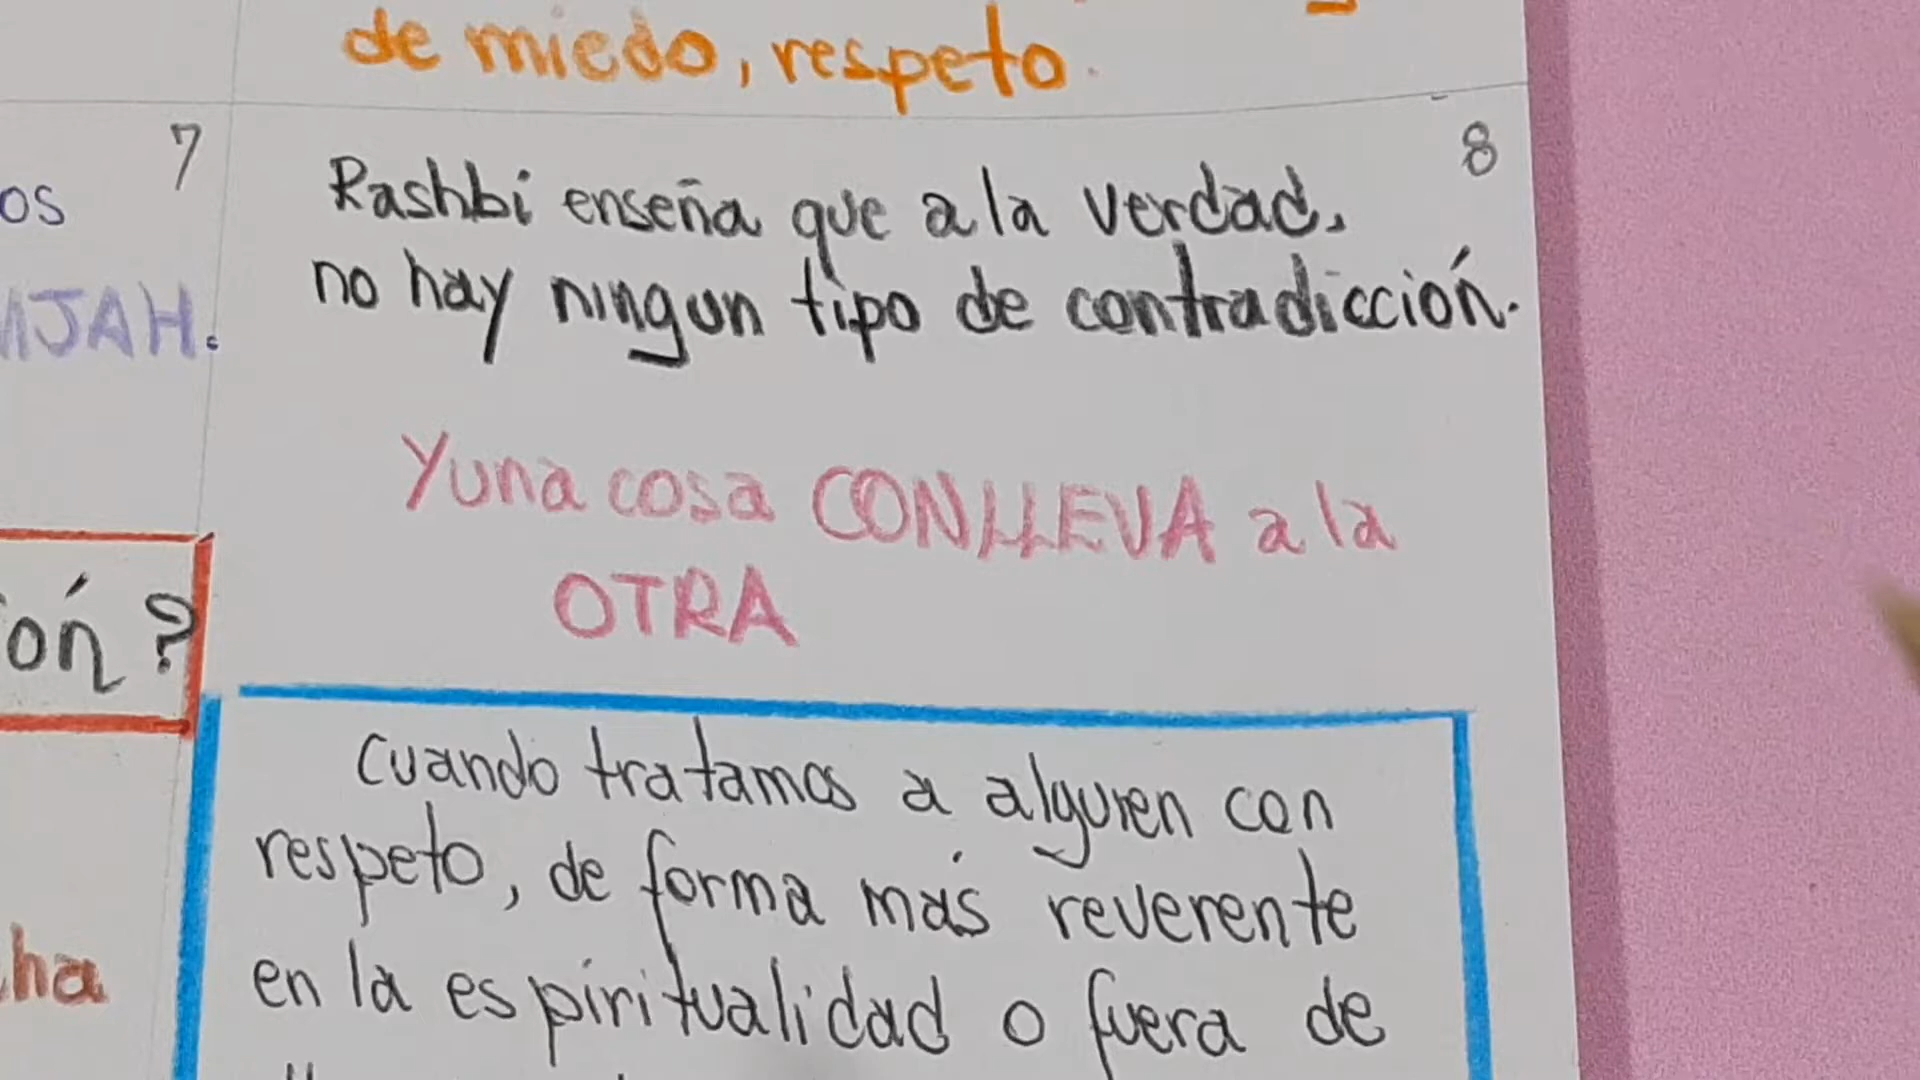 de miedo, respeto.
7
os
NJAH.
ón?
ha
8
Rashbi enseña que a la verdad,
no hay ningun tipo de contradicción.
Y una cosa CONLLEVA a la
OTRA
Cuando tratamos a alguien con
respeto, de forma más reverente
en la espiritualidad o fuera de